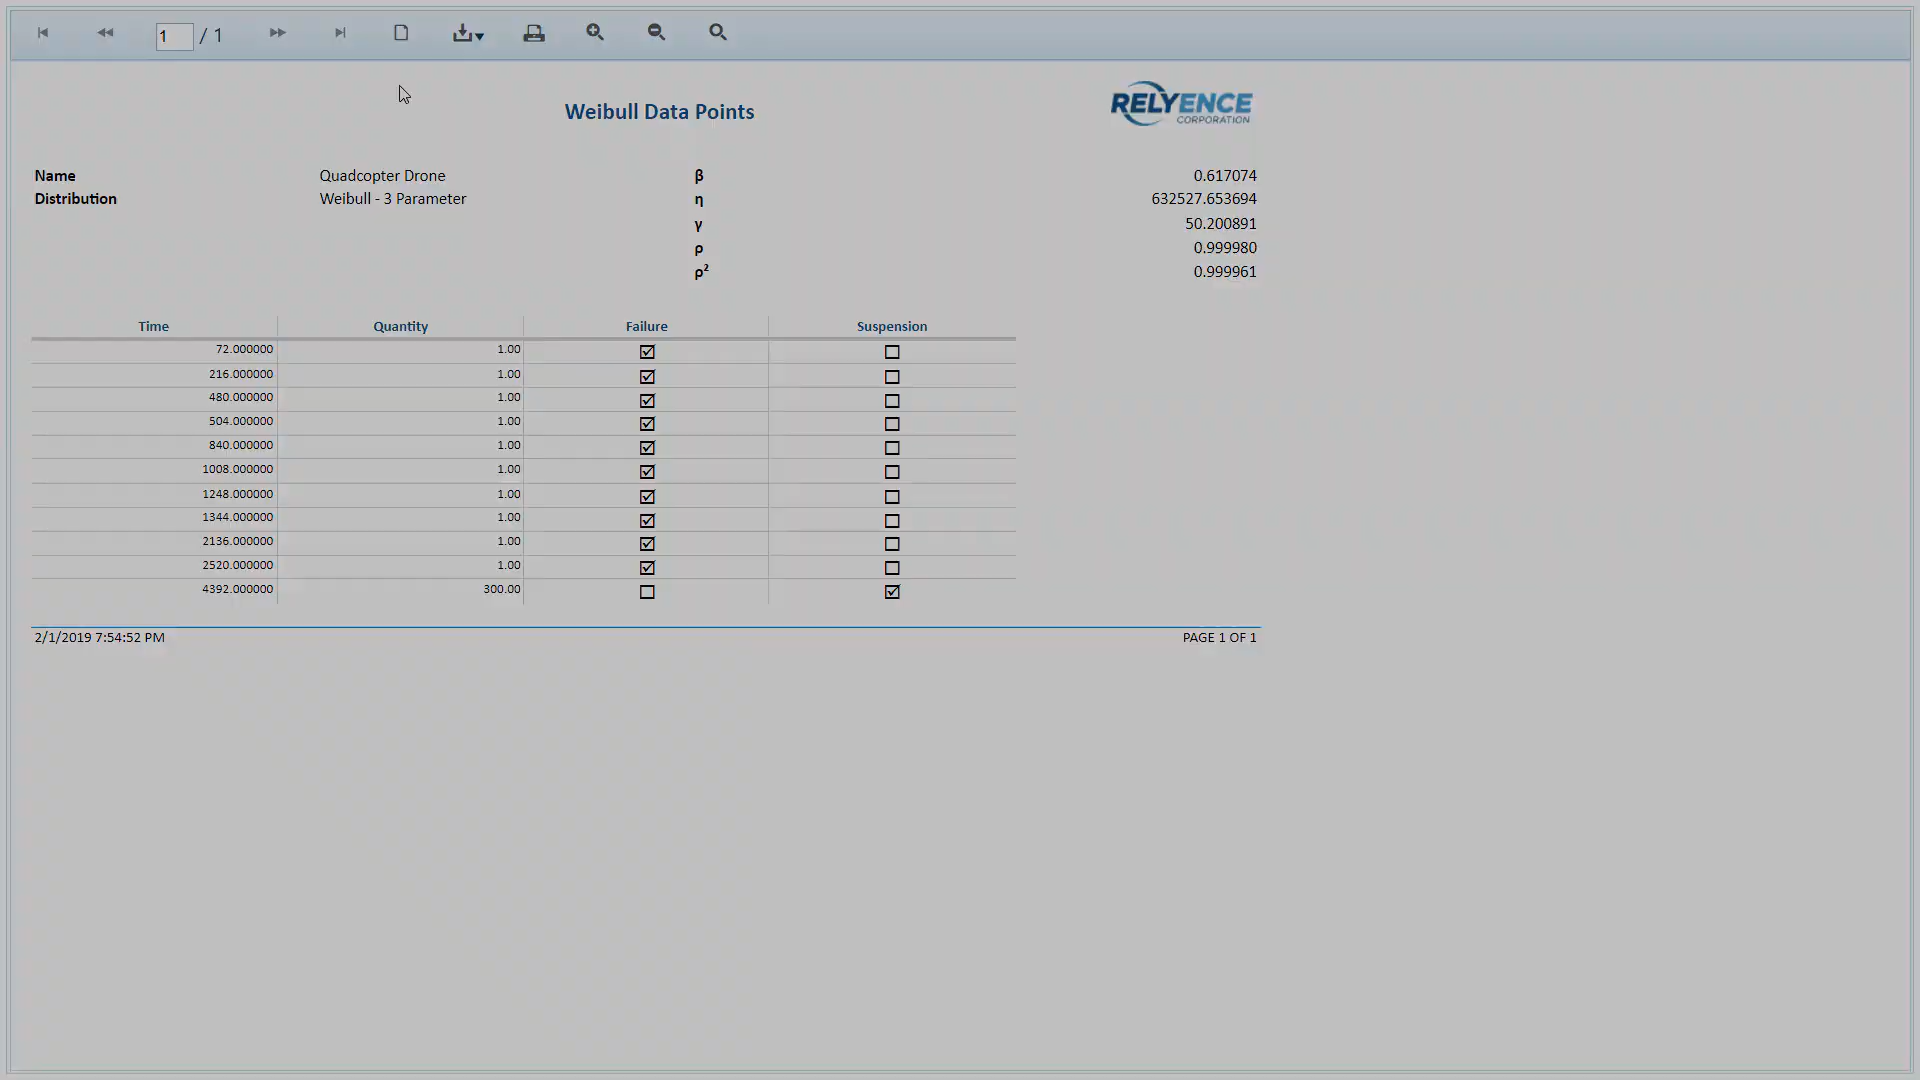 1 / 1
Weibull Data Points
RELYENCE
CORPORATION
Name Quadcopter Drone β 0.617074
Distribution Weibull - 3 Parameter η 632527.653694
γ 50.200891
ρ 0.999980
ρ² 0.999961
Time Quantity Failure Suspension
72.000000 1.00
216.000000 1.00
480.000000 1.00
504.000000 1.00
840.000000 1.00
1008.000000 1.00
1248.000000 1.00
1344.000000 1.00
2136.000000 1.00
2520.000000 1.00
4392.000000 300.00
2/1/2019 7:54:52 PM PAGE 1 OF 1